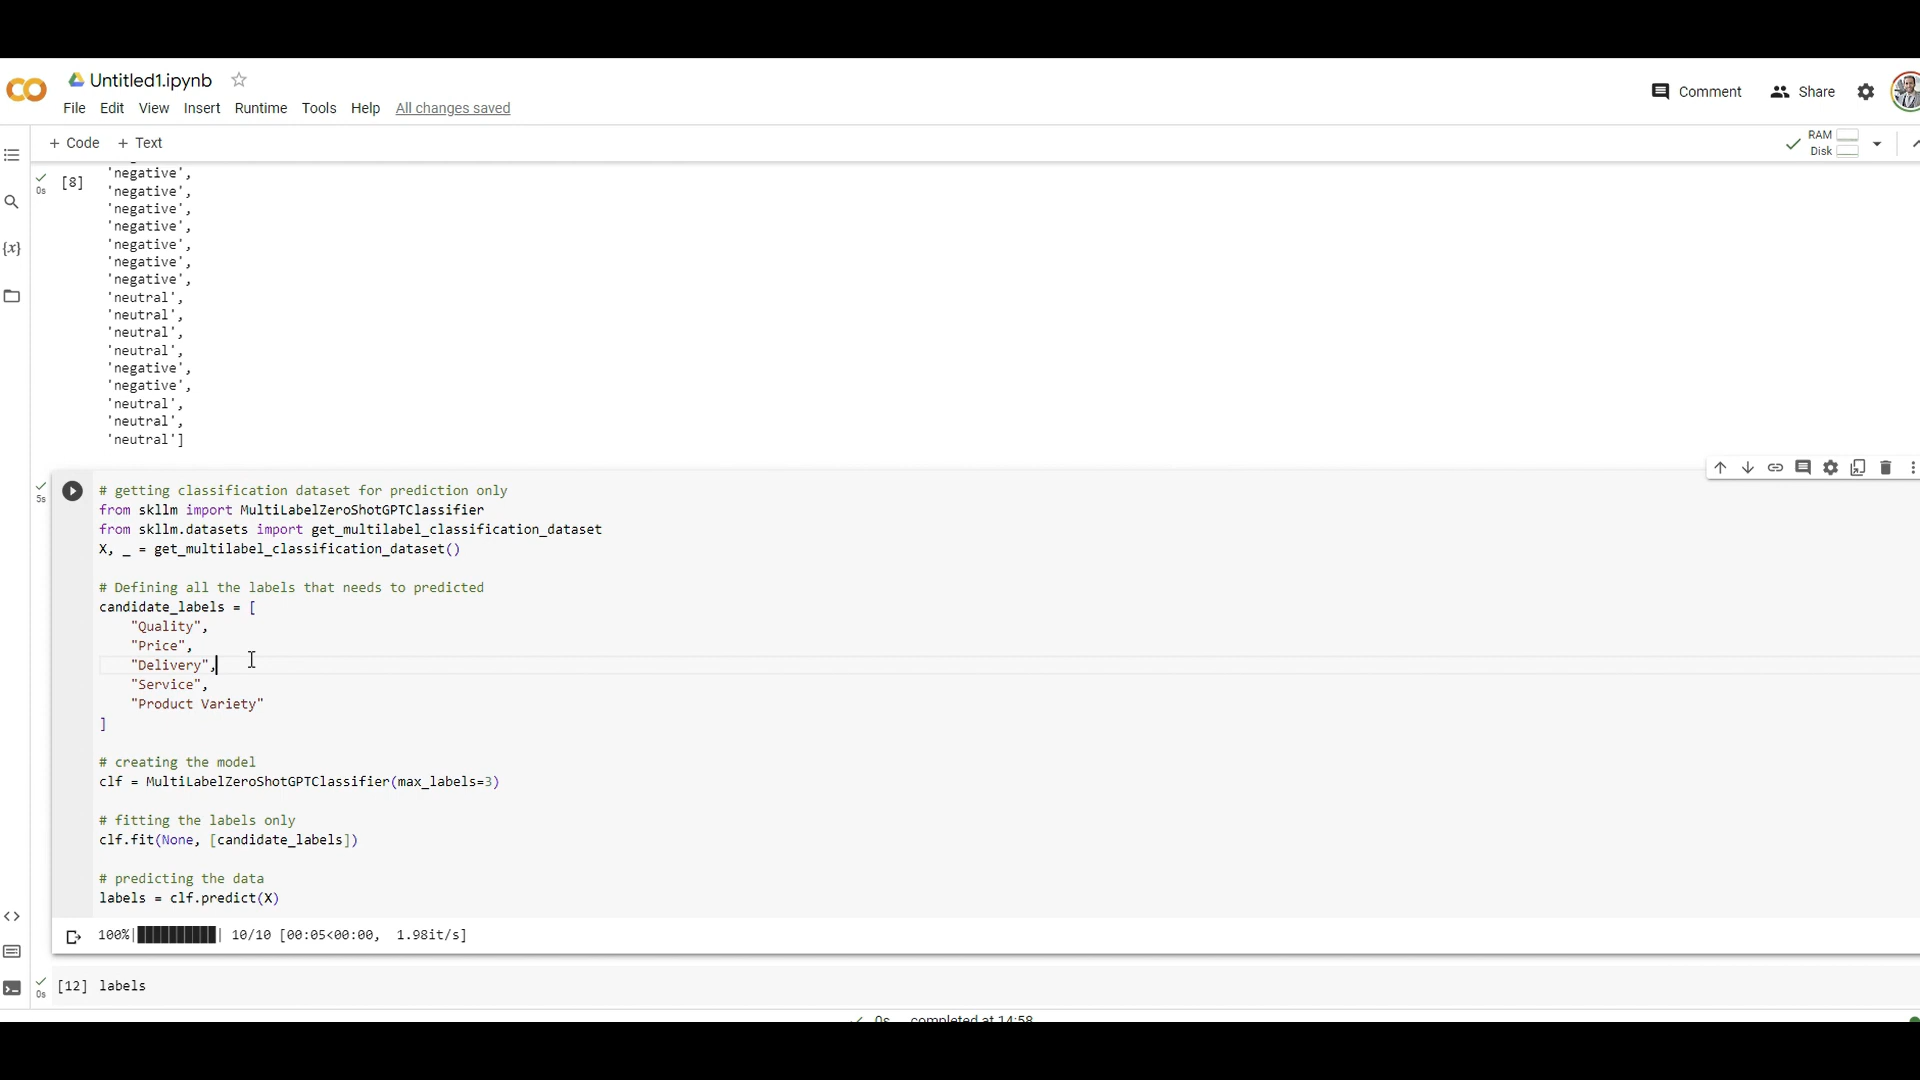 Untitled1.ipynb
File Edit View Insert Runtime Tools Help All changes saved
Comment Share
+ Code + Text
RAM
Disk
0s [8] 'negative',
'negative',
'negative',
'negative',
'negative',
'negative',
'negative',
'neutral',
'neutral',
'neutral',
'neutral',
'negative',
'negative',
'neutral',
'neutral',
'neutral']
5s
# getting classification dataset for prediction only
from skllm import MultiLabelZeroShotGPTClassifier
from skllm.datasets import get_multilabel_classification_dataset
X, _ = get_multilabel_classification_dataset()
# Defining all the labels that needs to predicted
candidate_labels = [
"Quality",
"Price",
"Delivery",
"Service",
"Product Variety"
]
# creating the model
clf = MultiLabelZeroShotGPTClassifier(max_labels=3)
# fitting the labels only
clf.fit(None, [candidate_labels])
# predicting the data
labels = clf.predict(X)
100%|██████████| 10/10 [00:05<00:00, 1.98it/s]
0s [12] labels
0s completed at 14:58